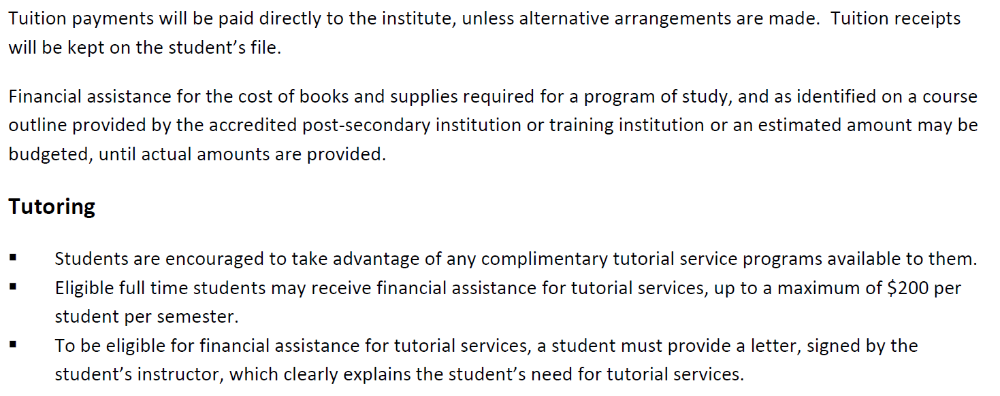 Tuition payments will be paid directly to the institute, unless alternative arrangements are made.  Tuition receipts
will be kept on the student’s file.
Financial assistance for the cost of books and supplies required for a program of study, and as identified on a course
outline provided by the accredited post-secondary institution or training institution or an estimated amount may be
budgeted, until actual amounts are provided.
Tutoring
▪ Students are encouraged to take advantage of any complimentary tutorial service programs available to them.
▪ Eligible full time students may receive financial assistance for tutorial services, up to a maximum of $200 per
student per semester.
▪ To be eligible for financial assistance for tutorial services, a student must provide a letter, signed by the
student’s instructor, which clearly explains the student’s need for tutorial services.